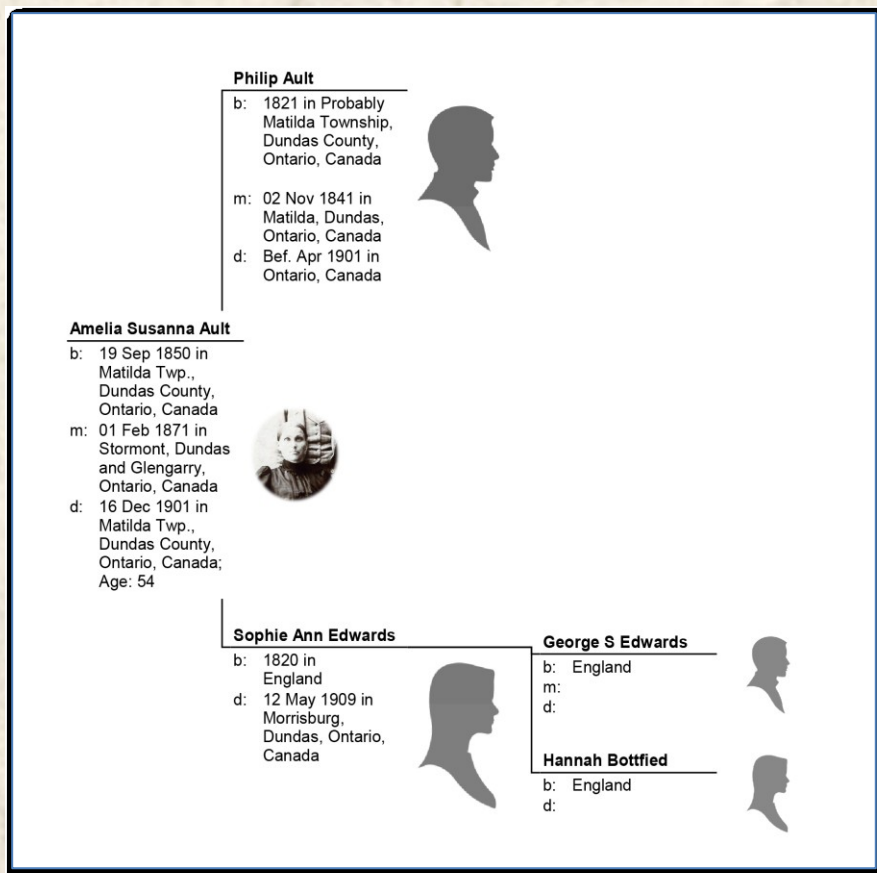 Philip Ault
b: 1821 in Probably
Matilda Township,
Dundas County,
Ontario, Canada
m: 02 Nov 1841 in
Matilda, Dundas,
Ontario, Canada
d: Bef. Apr 1901 in
Ontario, Canada
Amelia Susanna Ault
b: 19 Sep 1850 in
Matilda Twp.,
Dundas County,
Ontario, Canada
m: 01 Feb 1871 in
Stormont, Dundas
and Glengarry,
Ontario, Canada
d: 16 Dec 1901 in
Matilda Twp.,
Dundas County,
Ontario, Canada;
Age: 54
Sophie Ann Edwards
b: 1820 in
England
d: 12 May 1909 in
Morrisburg,
Dundas, Ontario,
Canada
George S Edwards
b: England
m:
d:
Hannah Bottfied
b: England
d: